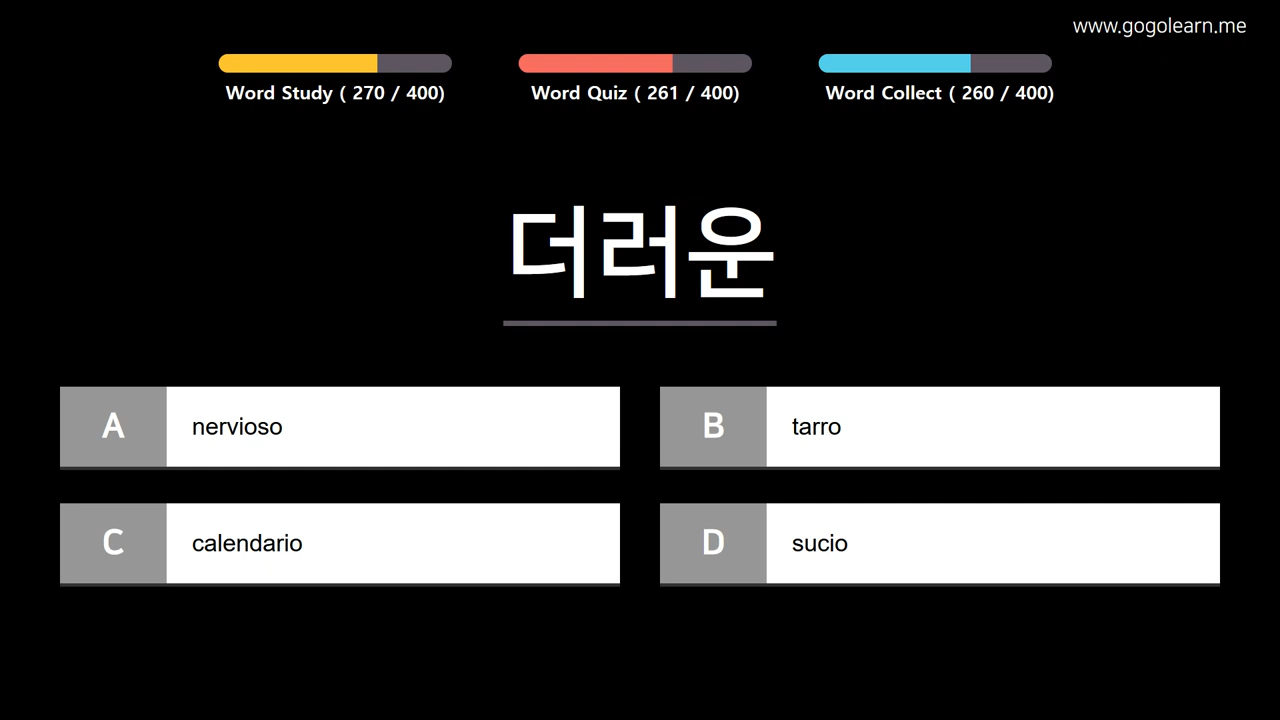 www.gogolearn.me
Word Study ( 270 / 400)
Word Quiz ( 261 / 400)
Word Collect ( 260 / 400)
더러운
A nervioso
B tarro
C calendario
D sucio